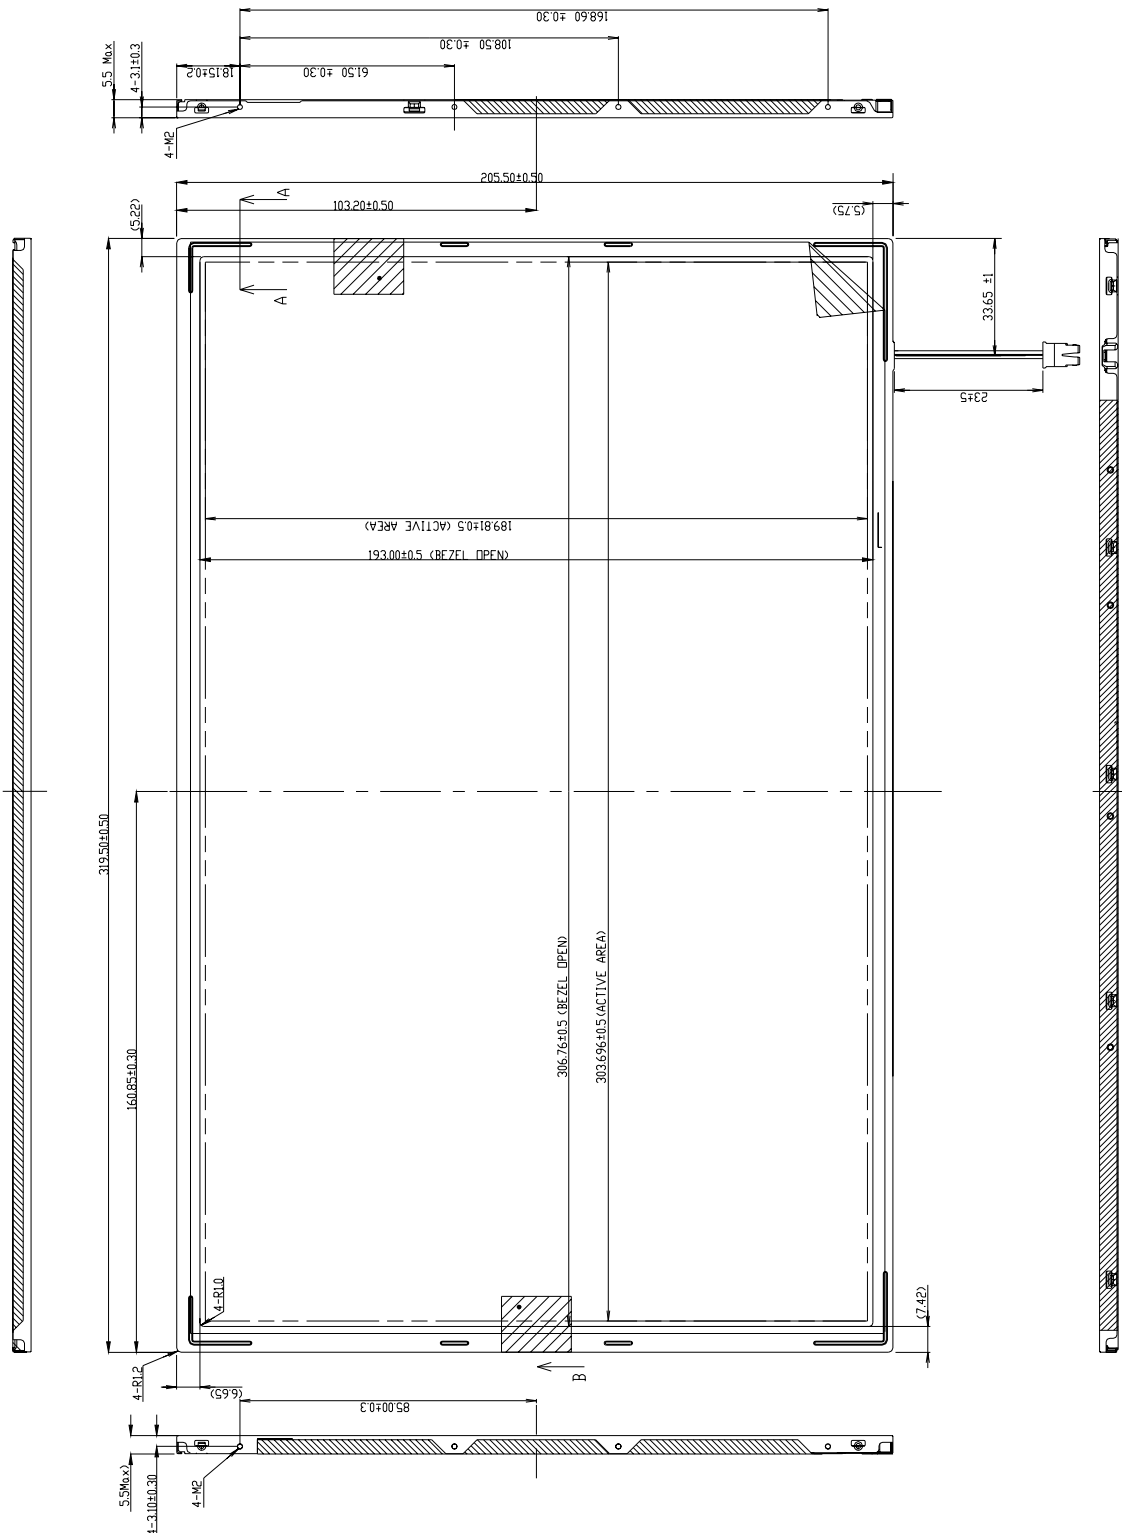 168.60 ±0.30
108.50 ±0.30
61.50 ±0.30
18.15±0.2
5.5 Max
4-3.1±0.3
4-M2
205.50±0.50
103.20±0.50
(5.75)
(5.22)
A
A
33.65 ±1
23±5
189.81±0.5 (ACTIVE AREA)
193.00±0.5 (BEZEL OPEN)
319.50±0.50
160.85±0.30
306.76±0.5 (BEZEL OPEN)
303.696±0.5(ACTIVE AREA)
4-R1.0
(7.42)
4-R1.2
(6.65)
B
85.00±0.3
5.5Max)
4-3.10±0.30
4-M2